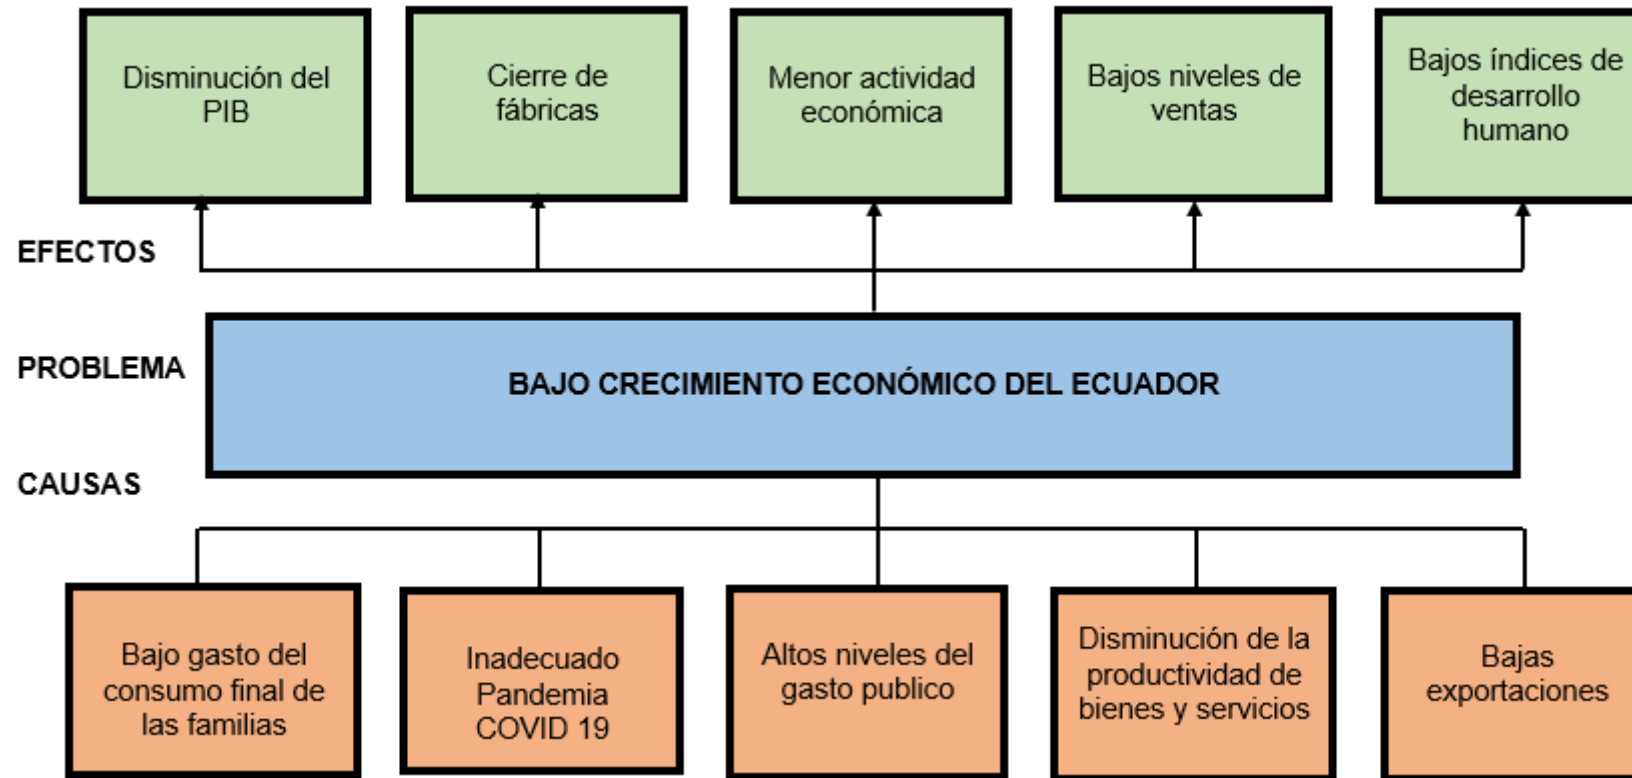 Disminución del
PIB
Cierre de
fábricas
Menor actividad
económica
Bajos niveles de
ventas
Bajos índices de
desarrollo
humano
EFECTOS
PROBLEMA
BAJO CRECIMIENTO ECONÓMICO DEL ECUADOR
CAUSAS
Bajo gasto del
consumo final de
las familias
Inadecuado
Pandemia
COVID 19
Altos niveles del
gasto publico
Disminución de la
productividad de
bienes y servicios
Bajas
exportaciones